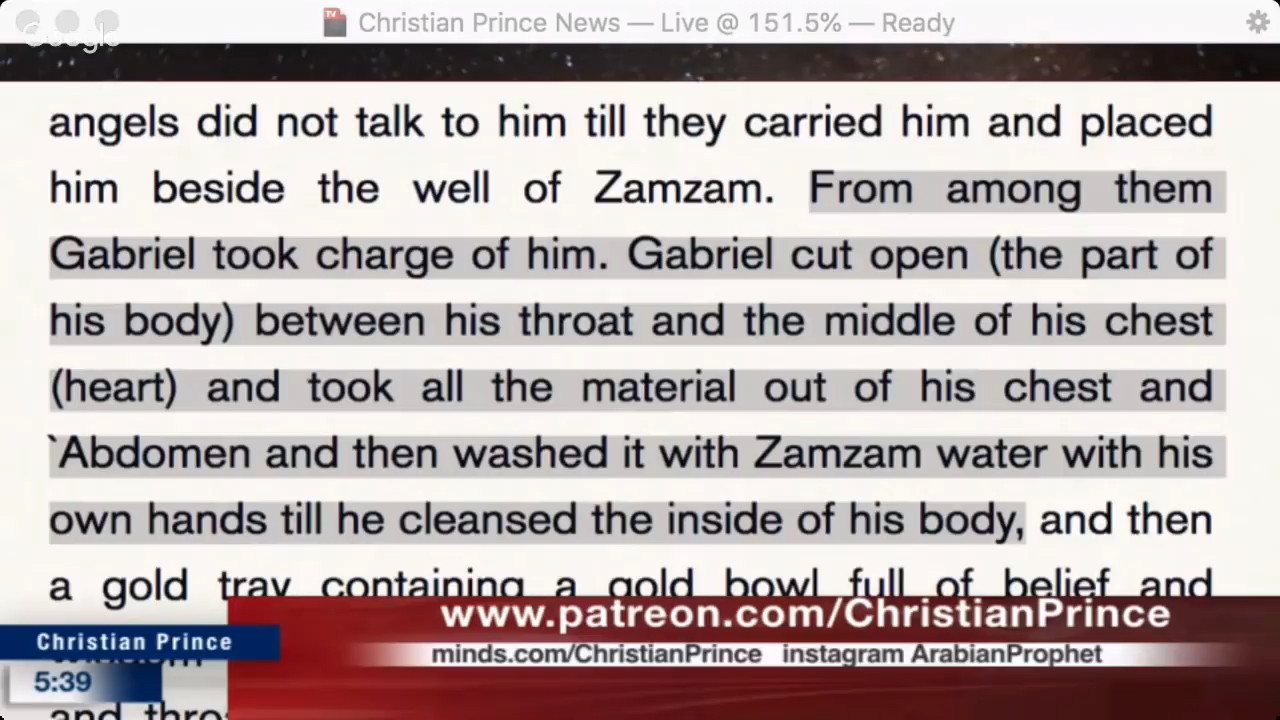 Christian Prince News — Live @ 151.5% — Ready
Google
angels did not talk to him till they carried him and placed
him beside the well of Zamzam. From among them
Gabriel took charge of him. Gabriel cut open (the part of
his body) between his throat and the middle of his chest
(heart) and took all the material out of his chest and
`Abdomen and then washed it with Zamzam water with his
own hands till he cleansed the inside of his body, and then
a gold tray containing a gold bowl full of belief and
www.patreon.com/ChristianPrince
Christian Prince
minds.com/ChristianPrince instagram ArabianProphet
5:39
and